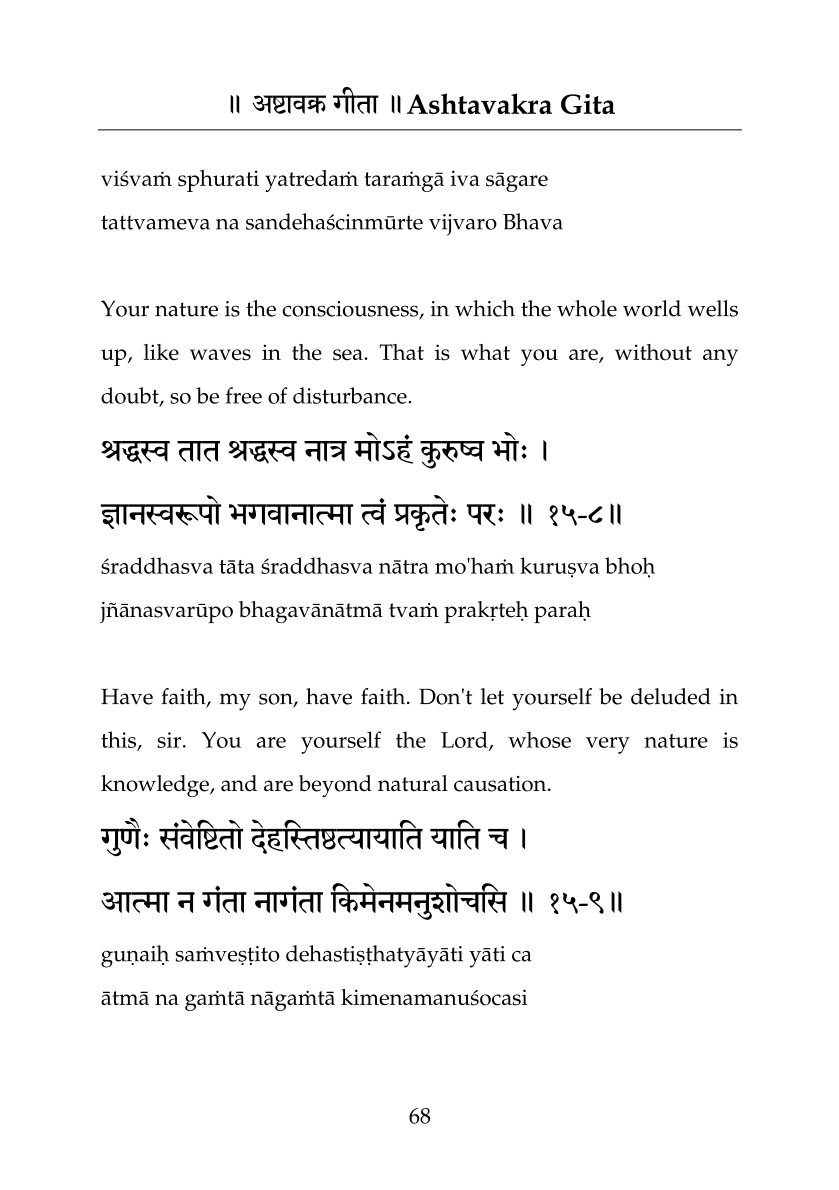 ॥ अष्टावक्र गीता ॥ Ashtavakra Gita
viśvaṁ sphurati yatredaṁ taraṁgā iva sāgare
tattvameva na sandehaścinmūrte vijvaro Bhava
Your nature is the consciousness, in which the whole world wells
up, like waves in the sea. That is what you are, without any
doubt, so be free of disturbance.
श्रद्धस्व तात श्रद्धस्व नात्र मोऽहं कुरुष्व भोः ।
ज्ञानस्वरूपो भगवानात्मा त्वं प्रकृतेः परः ॥ १५-८॥
śraddhasva tāta śraddhasva nātra mo'haṁ kuruṣva bhoḥ
jñānasvarūpo bhagavānātmā tvaṁ prakṛteḥ paraḥ
Have faith, my son, have faith. Don't let yourself be deluded in
this, sir. You are yourself the Lord, whose very nature is
knowledge, and are beyond natural causation.
गुणैः संवेष्टितो देहस्तिष्ठत्यायाति याति च ।
आत्मा न गंता नागंता किमेनमनुशोचसि ॥ १५-९॥
guṇaiḥ saṁveṣṭito dehastiṣṭhatyāyāti yāti ca
ātmā na gaṁtā nāgaṁtā kimenamanuśocasi
68